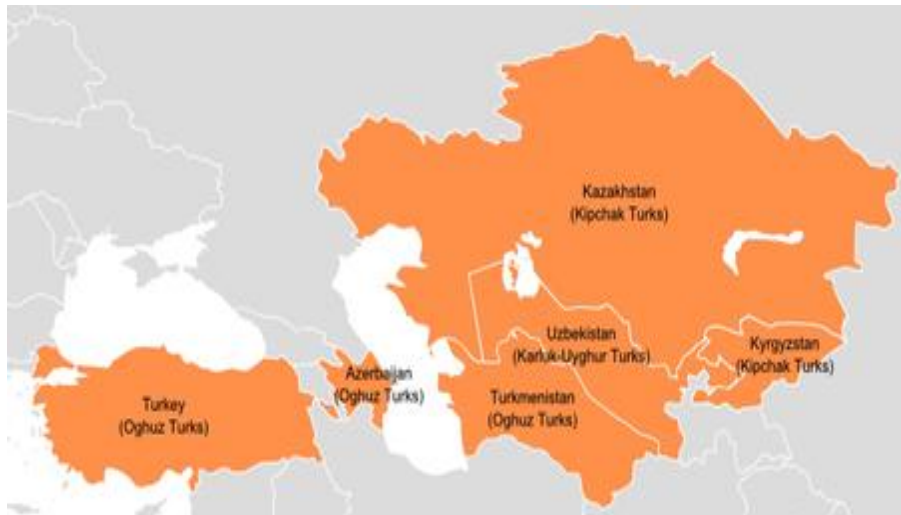 Kazakhstan
(Kipchak Turks)
Uzbekistan
(Karluk-Uyghur Turks)
Kyrgyzstan
(Kipchak Turks)
Azerbaijan
(Oghuz Turks)
Turkmenistan
(Oghuz Turks)
Turkey
(Oghuz Turks)